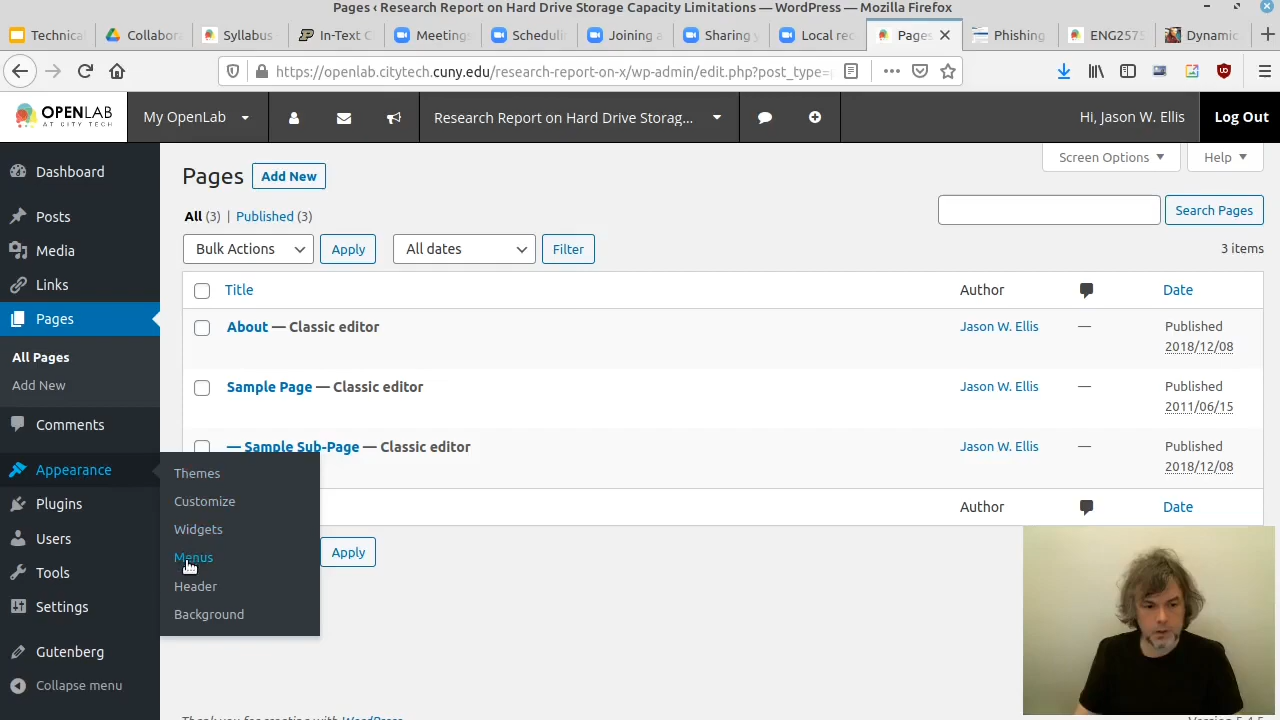 Pages ‹ Research Report on Hard Drive Storage Capacity Limitations — WordPress — Mozilla Firefox
Technica
Collabora
Syllabus
In-Text C
Meeting
Scheduli
Joining a
Sharing y
Local rec
Pages
Phishing
ENG2575
Dynamic
https://openlab.citytech.cuny.edu/research-report-on-x/wp-admin/edit.php?post_type=
OPENLAB
AT CITY TECH
My OpenLab
Research Report on Hard Drive Storag...
Hi, Jason W. Ellis
Log Out
Dashboard
Posts
Media
Links
Pages
All Pages
Add New
Comments
Appearance
Plugins
Users
Tools
Settings
Gutenberg
Collapse menu
Themes
Customize
Widgets
Menus
Header
Background
Screen Options
Help
Pages
Add New
All (3) | Published (3)
Search Pages
Bulk Actions
Apply
All dates
Filter
3 items
Title
Author
Date
About — Classic editor
Jason W. Ellis
—
Published
2018/12/08
Sample Page — Classic editor
Jason W. Ellis
—
Published
2011/06/15
— Sample Sub-Page — Classic editor
Jason W. Ellis
—
Published
2018/12/08
Author
Date
Apply
Thank you for creating with WordPress
Version 5.4.5